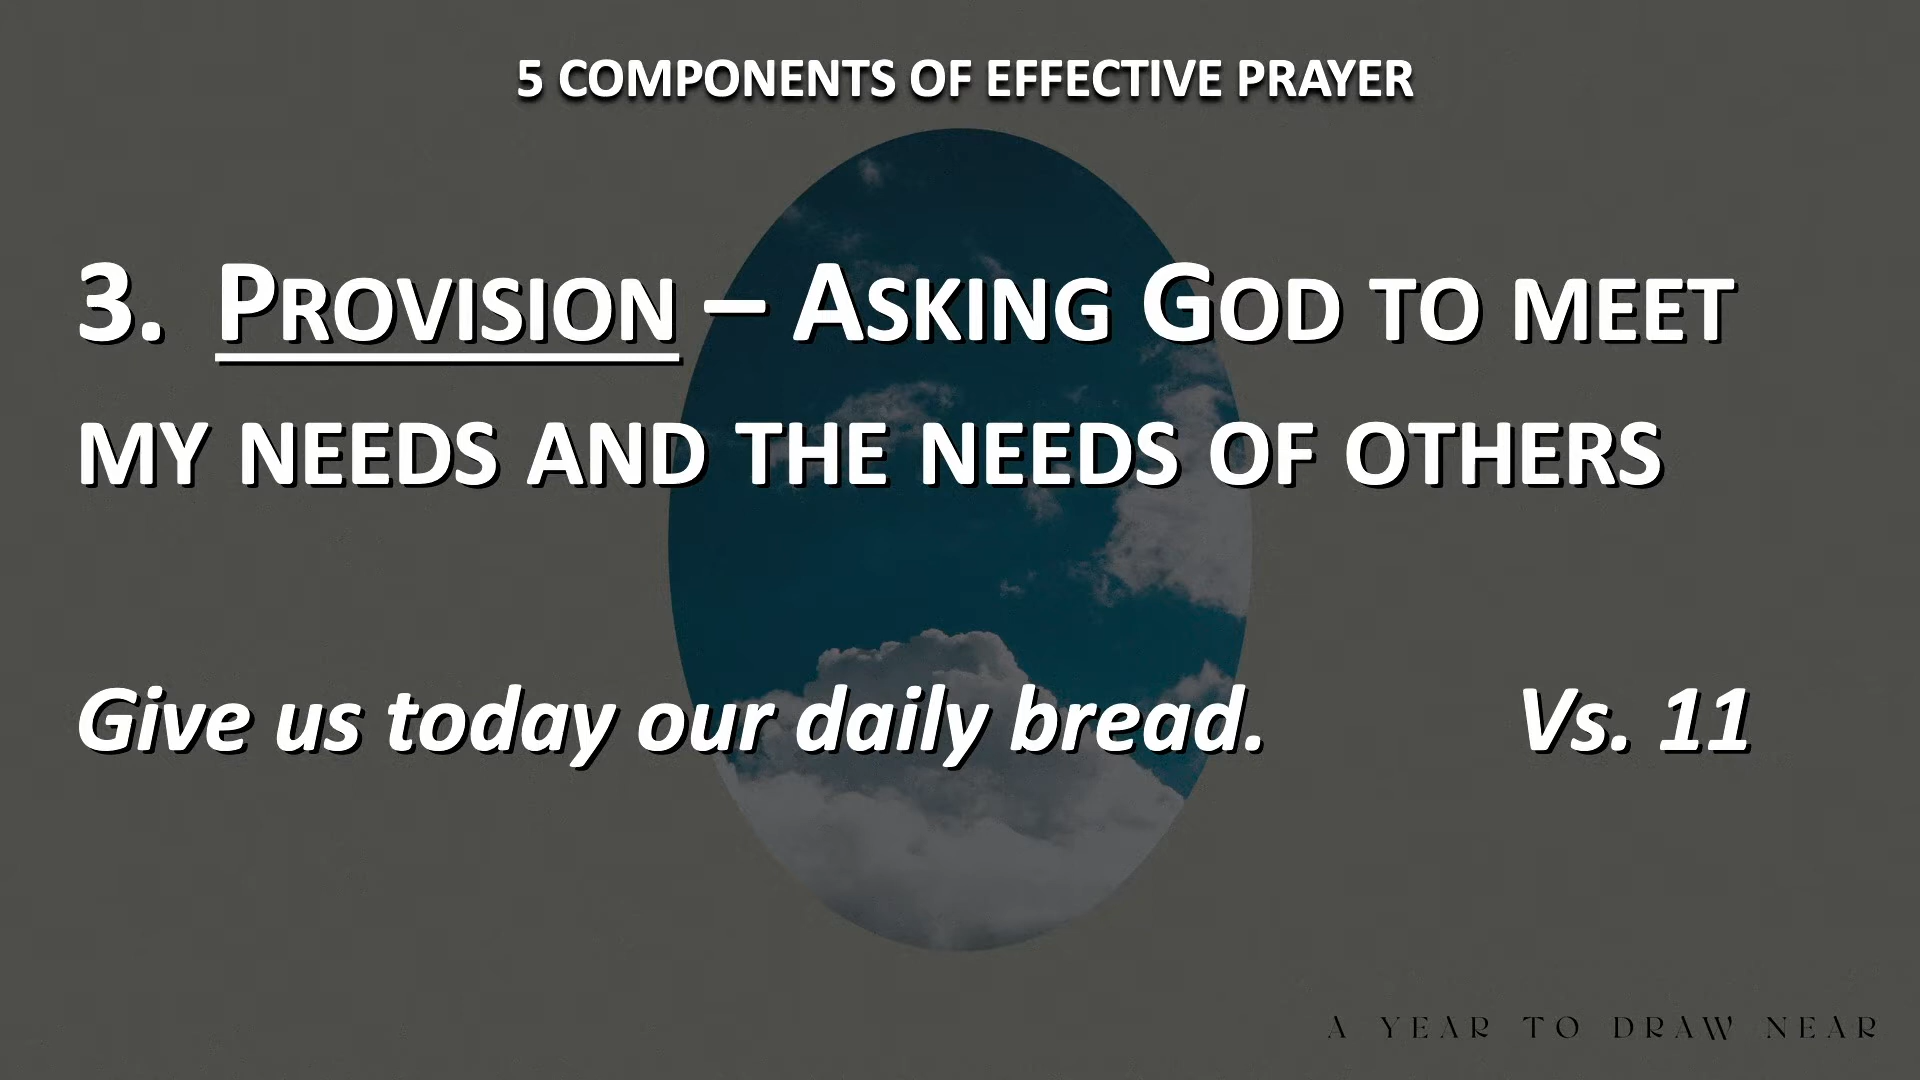 5 COMPONENTS OF EFFECTIVE PRAYER
3. PROVISION – ASKING GOD TO MEET
MY NEEDS AND THE NEEDS OF OTHERS
Give us today our daily bread. Vs. 11
A YEAR TO DRAW NEAR